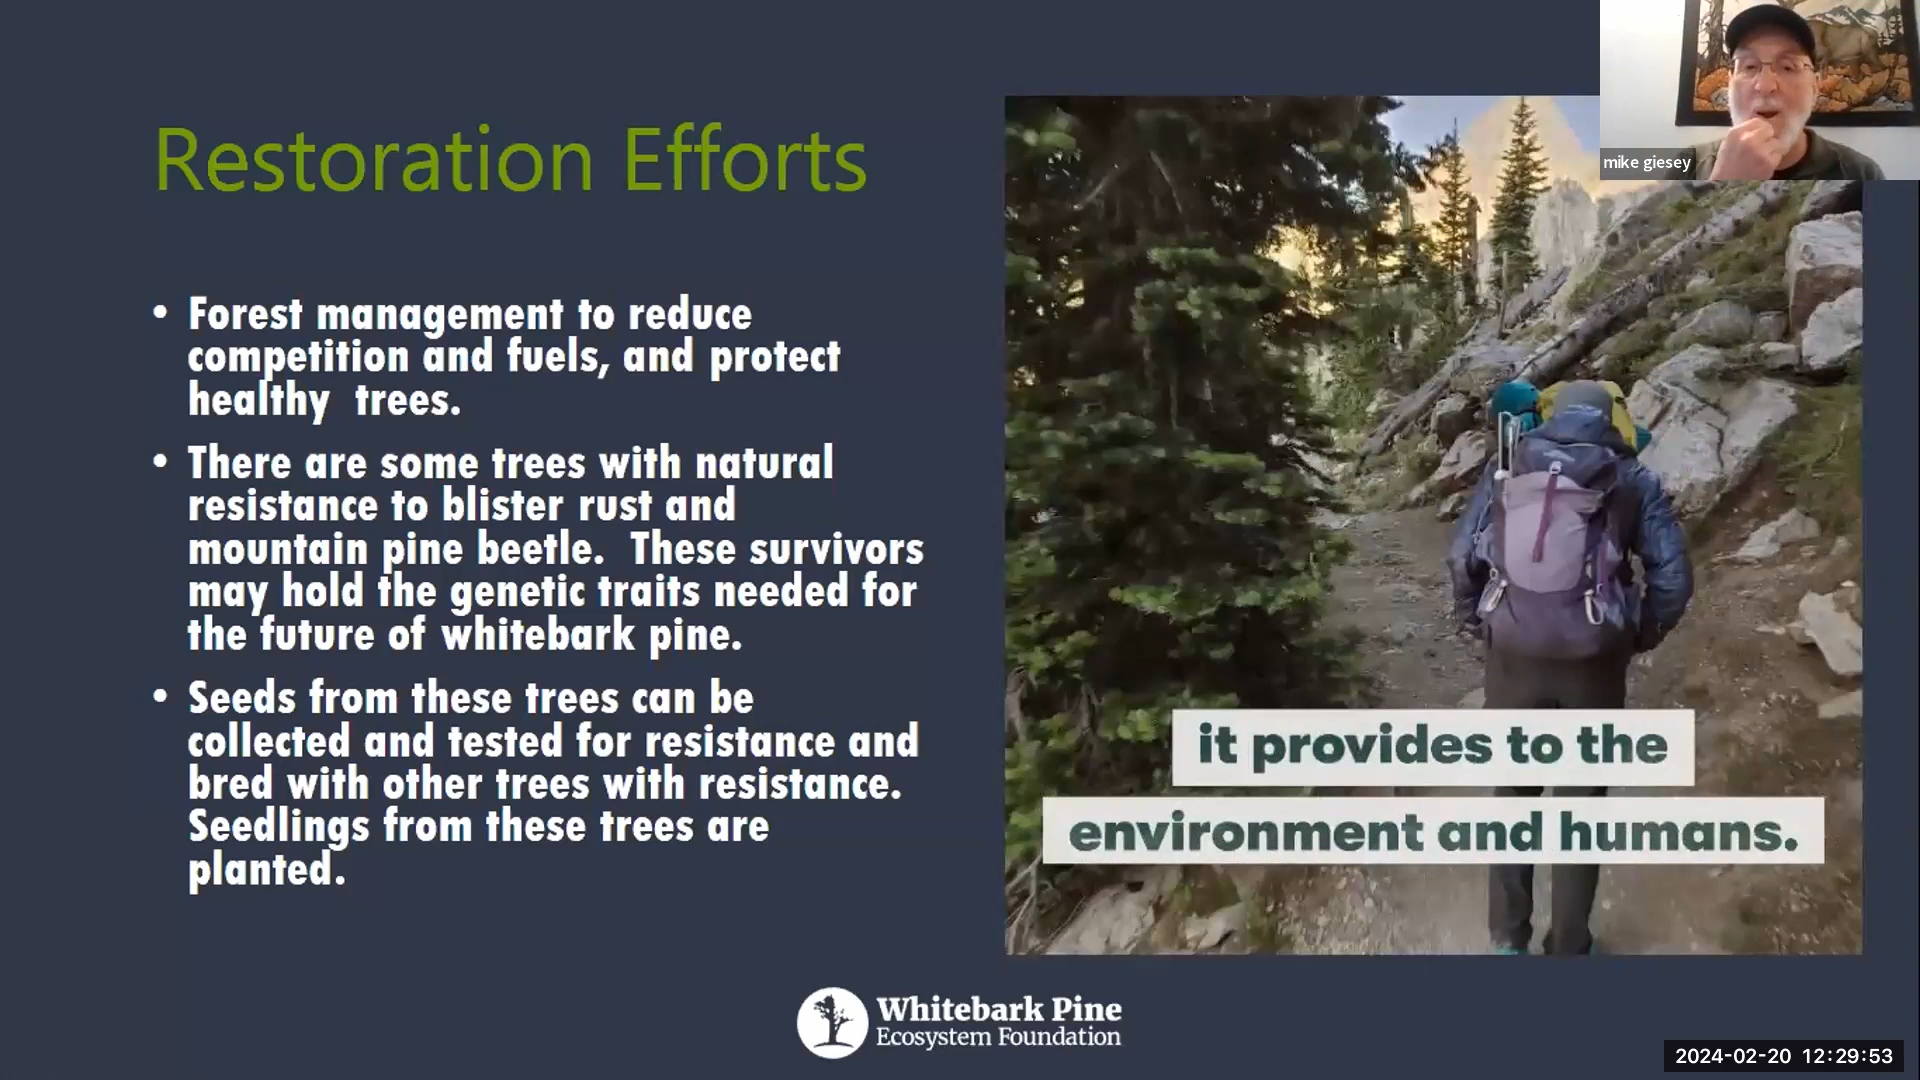 Restoration Efforts
• Forest management to reduce
competition and fuels, and protect
healthy  trees.
• There are some trees with natural
resistance to blister rust and
mountain pine beetle.  These survivors
may hold the genetic traits needed for
the future of whitebark pine.
• Seeds from these trees can be
collected and tested for resistance and
bred with other trees with resistance.
Seedlings from these trees are
planted.
mike giesey
it provides to the
environment and humans.
Whitebark Pine
Ecosystem Foundation
2024-02-20 12:29:53